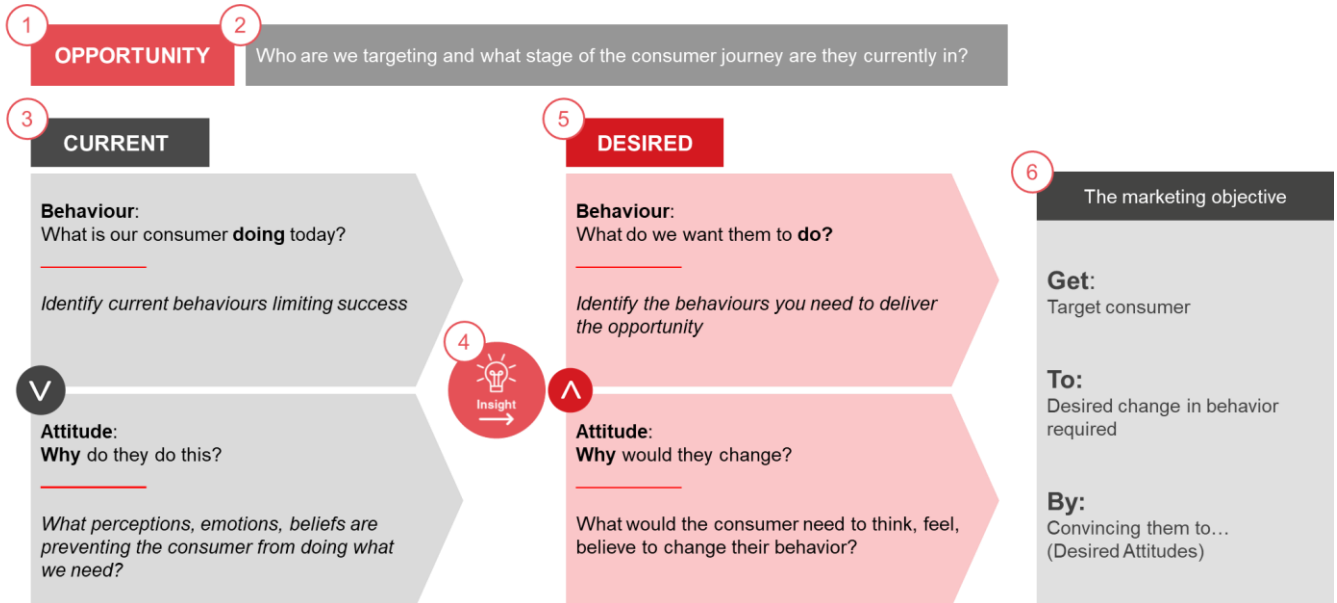 1
OPPORTUNITY
2
Who are we targeting and what stage of the consumer journey are they currently in?
3
CURRENT
Behaviour:
What is our consumer doing today?
Identify current behaviours limiting success
Attitude:
Why do they do this?
What perceptions, emotions, beliefs are
preventing the consumer from doing what
we need?
4
Insight
5
DESIRED
Behaviour:
What do we want them to do?
Identify the behaviours you need to deliver
the opportunity
Attitude:
Why would they change?
What would the consumer need to think, feel,
believe to change their behavior?
6
The marketing objective
Get:
Target consumer
To:
Desired change in behavior
required
By:
Convincing them to…
(Desired Attitudes)